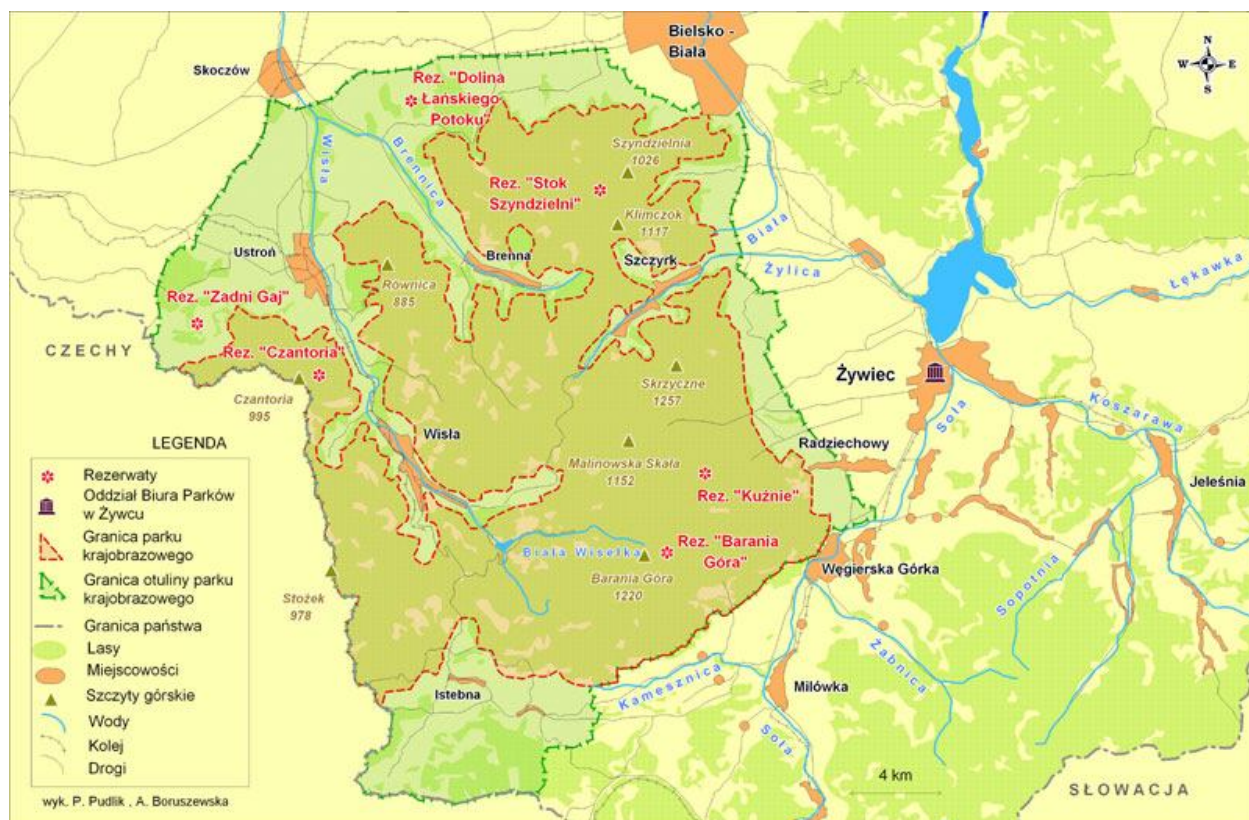 Bielsko -
Biała
Skoczów
N
W
E
S
Rez. "Dolina
Łańskiego
Potoku"
Wisła
Brennica
Szyndzielnia
1026
Rez. "Stok
Szyndzielni"
Klimczok
1117
Biała
Ustroń
Brenna
Szczyrk
Żylica
Łękawka
Równica
885
Rez. "Zadni Gaj"
CZECHY
Rez. "Czantoria"
Żywiec
Skrzyczne
1257
Czantoria
995
Soła
Koszarawa
LEGENDA
Wisła
Radziechowy
Malinowska Skała
1152
Rez. "Kuźnie"
Jeleśnia
Rezerwaty
Oddział Biura Parków
w Żywcu
Granica parku
krajobrazowego
Granica otuliny parku
krajobrazowego
Granica państwa
Lasy
Miejscowości
Szczyty górskie
Wody
Kolej
Drogi
Biała Wisełka
Rez. "Barania
Góra"
Barania Góra
1220
Węgierska Górka
Sopotnia
Stożek
978
Żabnica
Kamesznica
Istebna
Milówka
Soła
4 km
SŁOWACJA
wyk. P. Pudlik , A. Boruszewska